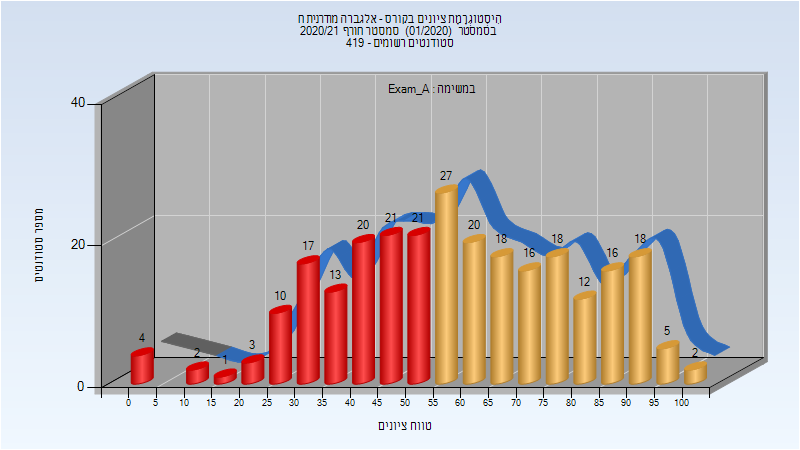 היסטוגרמת ציונים בקורס - אלגברה מודרנית ח
בסמסטר (01/2020) סמסטר חורף 2020/21
סטודנטים רשומים - 419
במשימה : Exam_A
מספר סטודנטים
40
20
0
4 2 1 3 10 17 13 20 21 21 27 20 18 16 18 12 16 18 5 2
0 5 10 15 20 25 30 35 40 45 50 55 60 65 70 75 80 85 90 95 100
טווח ציונים